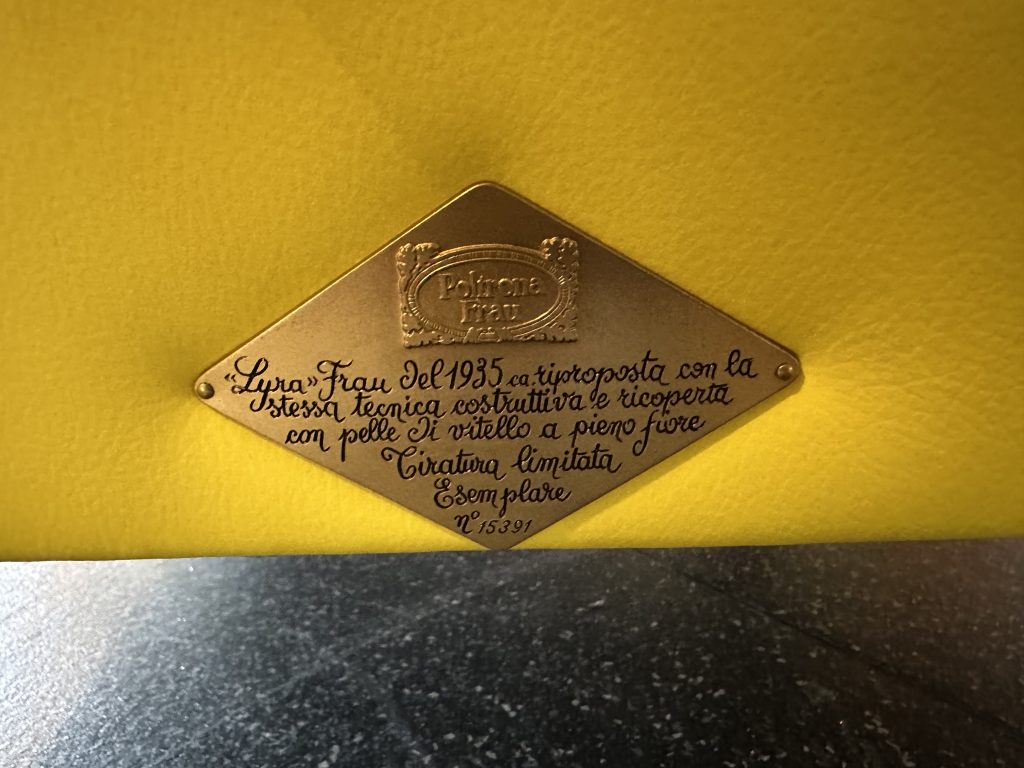 Poltrona
Frau
«Lyra» Frau del 1935 ca. riproposta con la
stessa tecnica costruttiva e ricoperta
con pelle di vitello a pieno fiore
Tiratura limitata
Esemplare
n° 15391